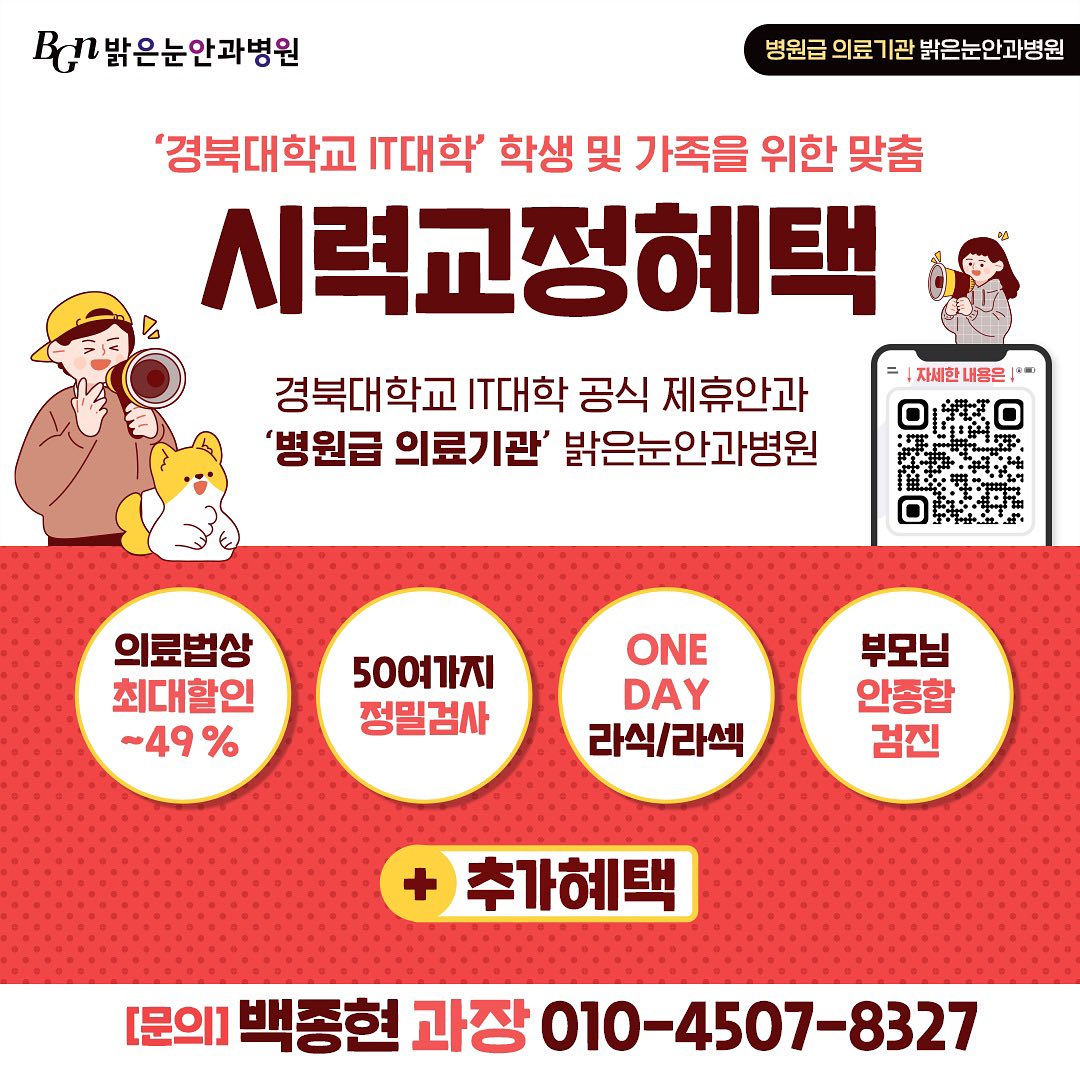 BGn 밝은눈안과병원
병원급 의료기관 밝은눈안과병원
‘경북대학교 IT대학’ 학생 및 가족을 위한 맞춤
시력교정혜택
경북대학교 IT대학 공식 제휴안과
‘병원급 의료기관’ 밝은눈안과병원
↓ 자세한 내용은 ↓
의료법상
최대할인
~49 %
50여가지
정밀검사
ONE
DAY
라식/라섹
부모님
안종합
검진
+ 추가혜택
[문의] 백종현 과장 010-4507-8327